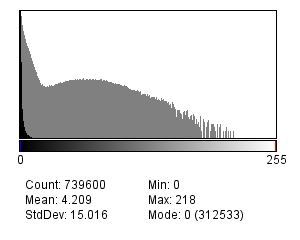 0 255
Count: 739600 Min: 0
Mean: 4.209 Max: 218
StdDev: 15.016 Mode: 0 (312533)